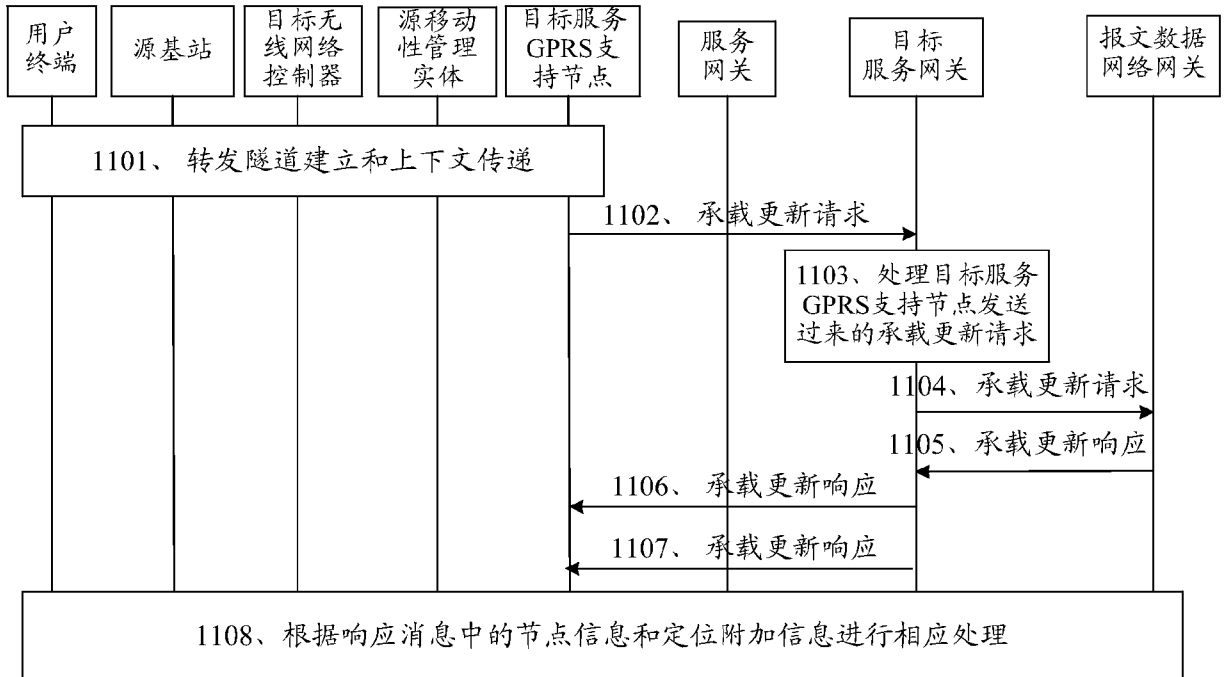 用户
终端
源基站
目标无
线网络
控制器
源移动
性管理
实体
目标服务
GPRS支
持节点
服务
网关
目标
服务网关
报文数据
网络网关
1101、 转发隧道建立和上下文传递
1102、 承载更新请求
1103、处理目标服务
GPRS支持节点发送
过来的承载更新请求
1104、承载更新请求
1105、承载更新响应
1106、 承载更新响应
1107、 承载更新响应
1108、根据响应消息中的节点信息和定位附加信息进行相应处理